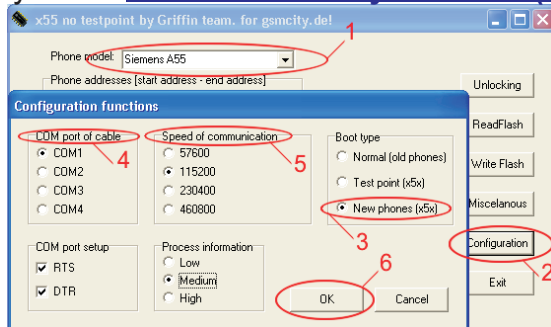 x55 no testpoint by Griffin team. for gsmcity.de!
1
Phone model: Siemens A55
Phone addresses [start address - end address]
Unlocking
Configuration functions
COM port of cable
Speed of communication
Boot type
ReadFlash
COM1
57600
Normal (old phones)
4
5
COM2
115200
Test point (x5x)
Write Flash
COM3
230400
New phones (x5x)
Miscelanous
COM4
460800
3
COM port setup
Process information
Configuration
RTS
Low
6
2
DTR
Medium
High
OK
Cancel
Exit